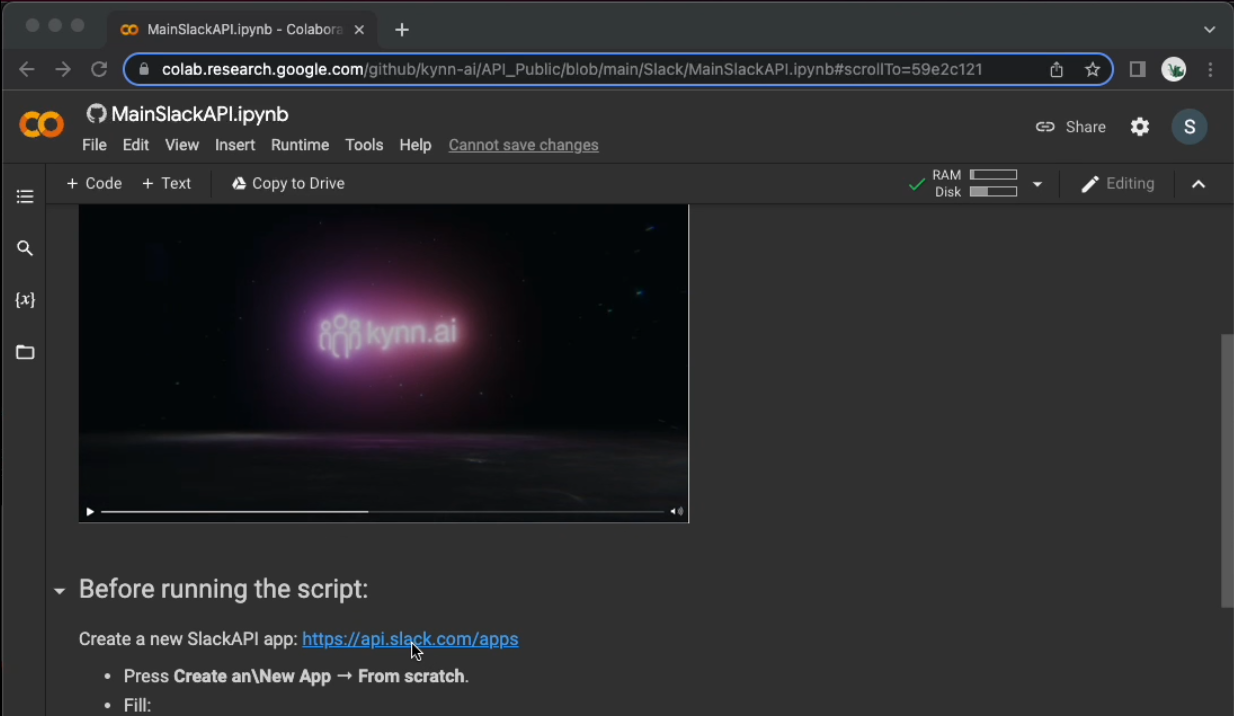 MainSlackAPI.ipynb - Colabora
colab.research.google.com/github/kynn-ai/API_Public/blob/main/Slack/MainSlackAPI.ipynb#scrollTo=59e2c121
MainSlackAPI.ipynb
File Edit View Insert Runtime Tools Help Cannot save changes
Share
S
+ Code + Text Copy to Drive
RAM
Disk
Editing
{x}
kynn.ai
Before running the script:
Create a new SlackAPI app: https://api.slack.com/apps
• Press Create an\New App → From scratch.
• Fill: